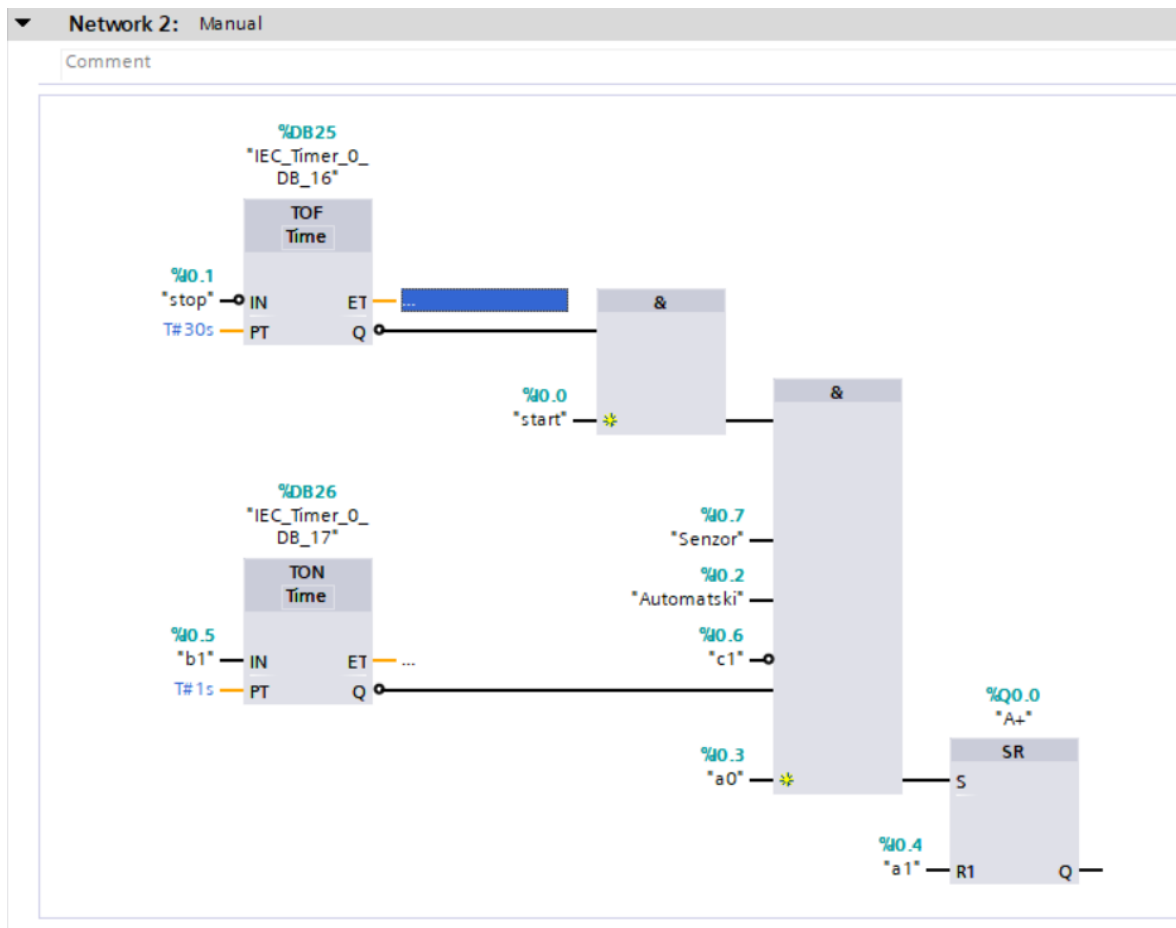 Network 2: Manual
Comment
%DB25
"IEC_Timer_0_
DB_16"
TOF
Time
%I0.1
"stop"
IN
ET
...
T#30s
PT
Q
&
%I0.0
"start"
&
%DB26
"IEC_Timer_0_
DB_17"
TON
Time
%I0.7
"Senzor"
%I0.2
"Automatski"
%I0.5
"b1"
IN
ET
...
%I0.6
"c1"
T#1s
PT
Q
%Q0.0
"A+"
SR
%I0.3
"a0"
S
%I0.4
"a1"
R1
Q